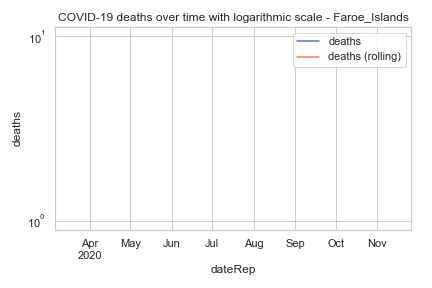 COVID-19 deaths over time with logarithmic scale - Faroe_Islands
10¹
deaths
deaths (rolling)
deaths
10⁰
Apr May Jun Jul Aug Sep Oct Nov
2020
dateRep